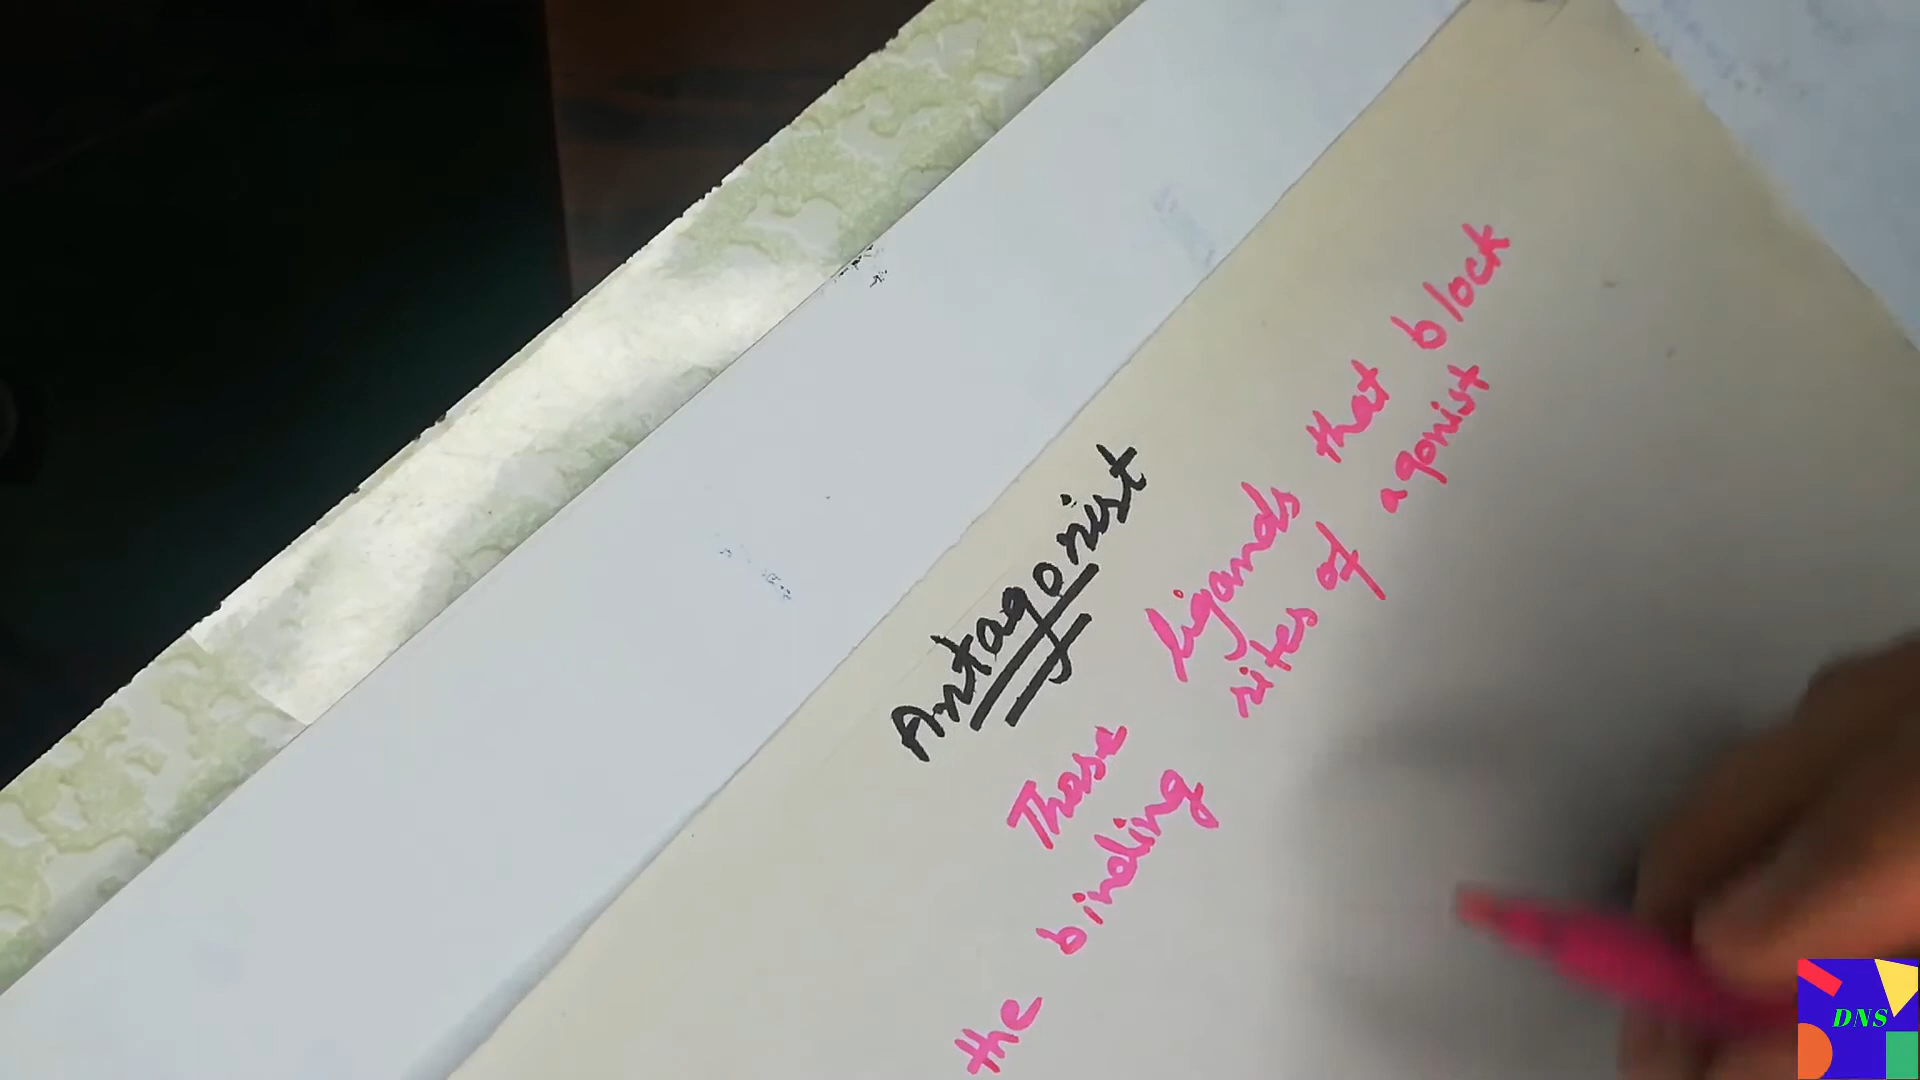 Antagonist
These ligands that block
the binding sites of agonist
DNS